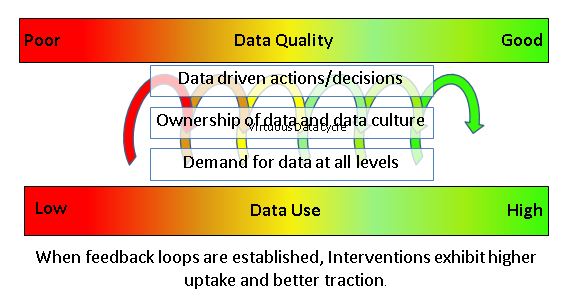 Poor Data Quality Good
Data driven actions/decisions
Ownership of data and data culture
Virtuous Data Cycle
Demand for data at all levels
Low Data Use High
When feedback loops are established, Interventions exhibit higher
uptake and better traction.